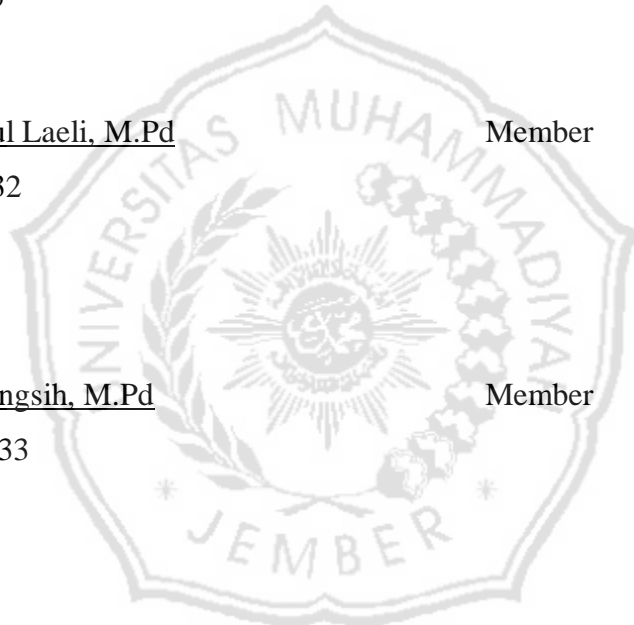 ul Laeli, M.Pd Member
32
ngsih, M.Pd Member
33
UNIVERSITAS MUHAMMADIYAH
JEMBER